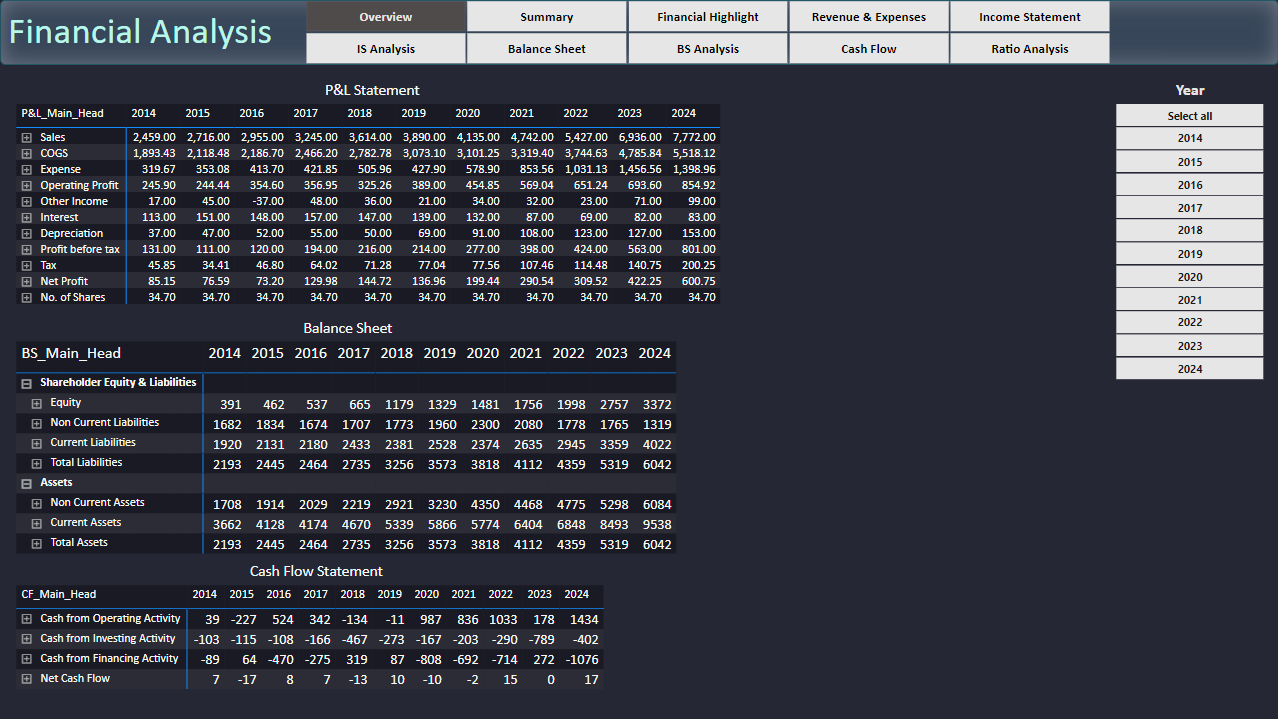 Financial Analysis
Overview Summary Financial Highlight Revenue & Expenses Income Statement
IS Analysis Balance Sheet BS Analysis Cash Flow Ratio Analysis
P&L Statement
P&L_Main_Head 2014 2015 2016 2017 2018 2019 2020 2021 2022 2023 2024
Sales 2,459.00 2,716.00 2,955.00 3,245.00 3,614.00 3,890.00 4,135.00 4,742.00 5,427.00 6,936.00 7,772.00
COGS 1,893.43 2,118.48 2,186.70 2,466.20 2,782.78 3,073.10 3,101.25 3,319.40 3,744.63 4,785.84 5,518.12
Expense 319.67 353.08 413.70 421.85 505.96 427.90 578.90 853.56 1,031.13 1,456.56 1,398.96
Operating Profit 245.90 244.44 354.60 356.95 325.26 389.00 454.85 569.04 651.24 693.60 854.92
Other Income 17.00 45.00 -37.00 48.00 36.00 21.00 34.00 32.00 23.00 71.00 99.00
Interest 113.00 151.00 148.00 157.00 147.00 139.00 132.00 87.00 69.00 82.00 83.00
Depreciation 37.00 47.00 52.00 55.00 50.00 69.00 91.00 108.00 123.00 127.00 153.00
Profit before tax 131.00 111.00 120.00 194.00 216.00 214.00 277.00 398.00 424.00 563.00 801.00
Tax 45.85 34.41 46.80 64.02 71.28 77.04 77.56 107.46 114.48 140.75 200.25
Net Profit 85.15 76.59 73.20 129.98 144.72 136.96 199.44 290.54 309.52 422.25 600.75
No. of Shares 34.70 34.70 34.70 34.70 34.70 34.70 34.70 34.70 34.70 34.70 34.70
Balance Sheet
BS_Main_Head 2014 2015 2016 2017 2018 2019 2020 2021 2022 2023 2024
Shareholder Equity & Liabilities
Equity 391 462 537 665 1179 1329 1481 1756 1998 2757 3372
Non Current Liabilities 1682 1834 1674 1707 1773 1960 2300 2080 1778 1765 1319
Current Liabilities 1920 2131 2180 2433 2381 2528 2374 2635 2945 3359 4022
Total Liabilities 2193 2445 2464 2735 3256 3573 3818 4112 4359 5319 6042
Assets
Non Current Assets 1708 1914 2029 2219 2921 3230 4350 4468 4775 5298 6084
Current Assets 3662 4128 4174 4670 5339 5866 5774 6404 6848 8493 9538
Total Assets 2193 2445 2464 2735 3256 3573 3818 4112 4359 5319 6042
Cash Flow Statement
CF_Main_Head 2014 2015 2016 2017 2018 2019 2020 2021 2022 2023 2024
Cash from Operating Activity 39 -227 524 342 -134 -11 987 836 1033 178 1434
Cash from Investing Activity -103 -115 -108 -166 -467 -273 -167 -203 -290 -789 -402
Cash from Financing Activity -89 64 -470 -275 319 87 -808 -692 -714 272 -1076
Net Cash Flow 7 -17 8 7 -13 10 -10 -2 15 0 17
Year
Select all
2014
2015
2016
2017
2018
2019
2020
2021
2022
2023
2024